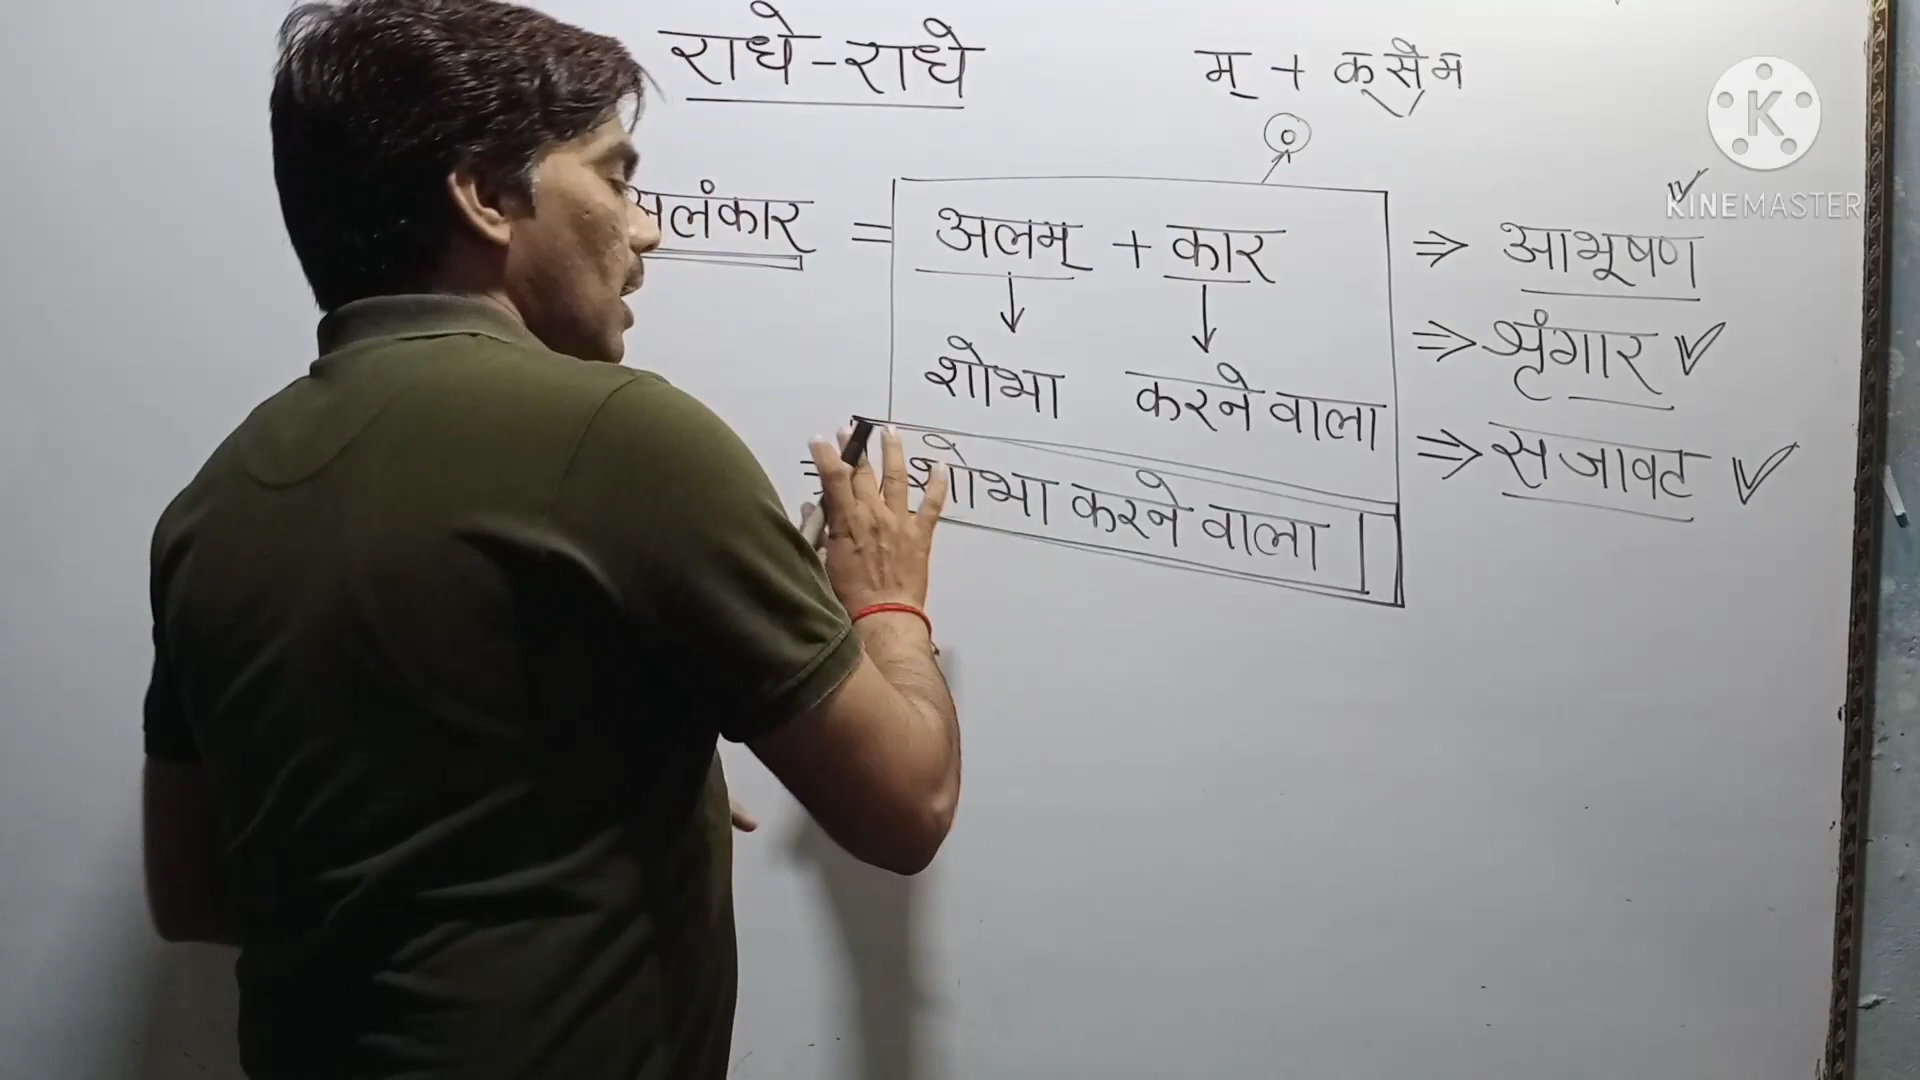 राधे-राधे
म् + क् से म
अलंकार = अलम् + कार ⇒ आभूषण
⇒ श्रृंगार ✓
शोभा करने वाला
⇒ सजावट ✓
⇒ शोभा करने वाला |
K
KINEMASTER